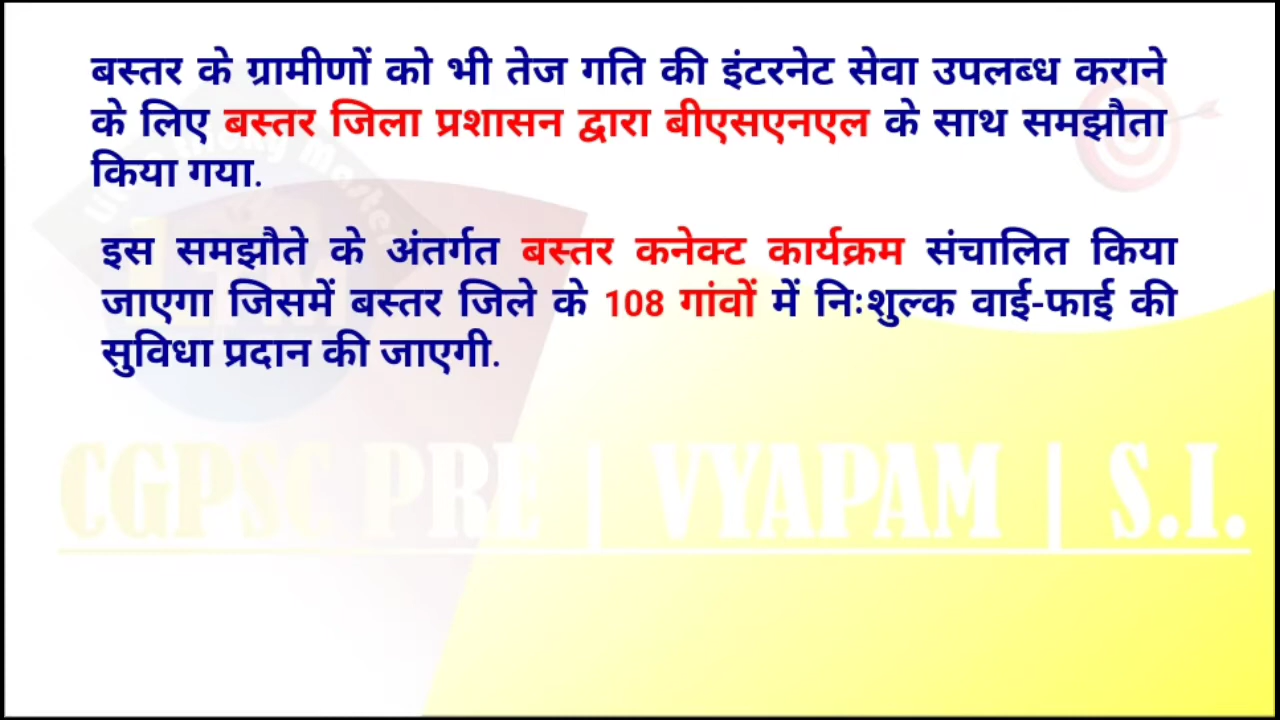 बस्तर के ग्रामीणों को भी तेज गति की इंटरनेट सेवा उपलब्ध कराने
के लिए बस्तर जिला प्रशासन द्वारा बीएसएनएल के साथ समझौता
किया गया.
इस समझौते के अंतर्गत बस्तर कनेक्ट कार्यक्रम संचालित किया
जाएगा जिसमें बस्तर जिले के 108 गांवों में निःशुल्क वाई-फाई की
सुविधा प्रदान की जाएगी.
CGPSC PRE | VYAPAM | S.I.